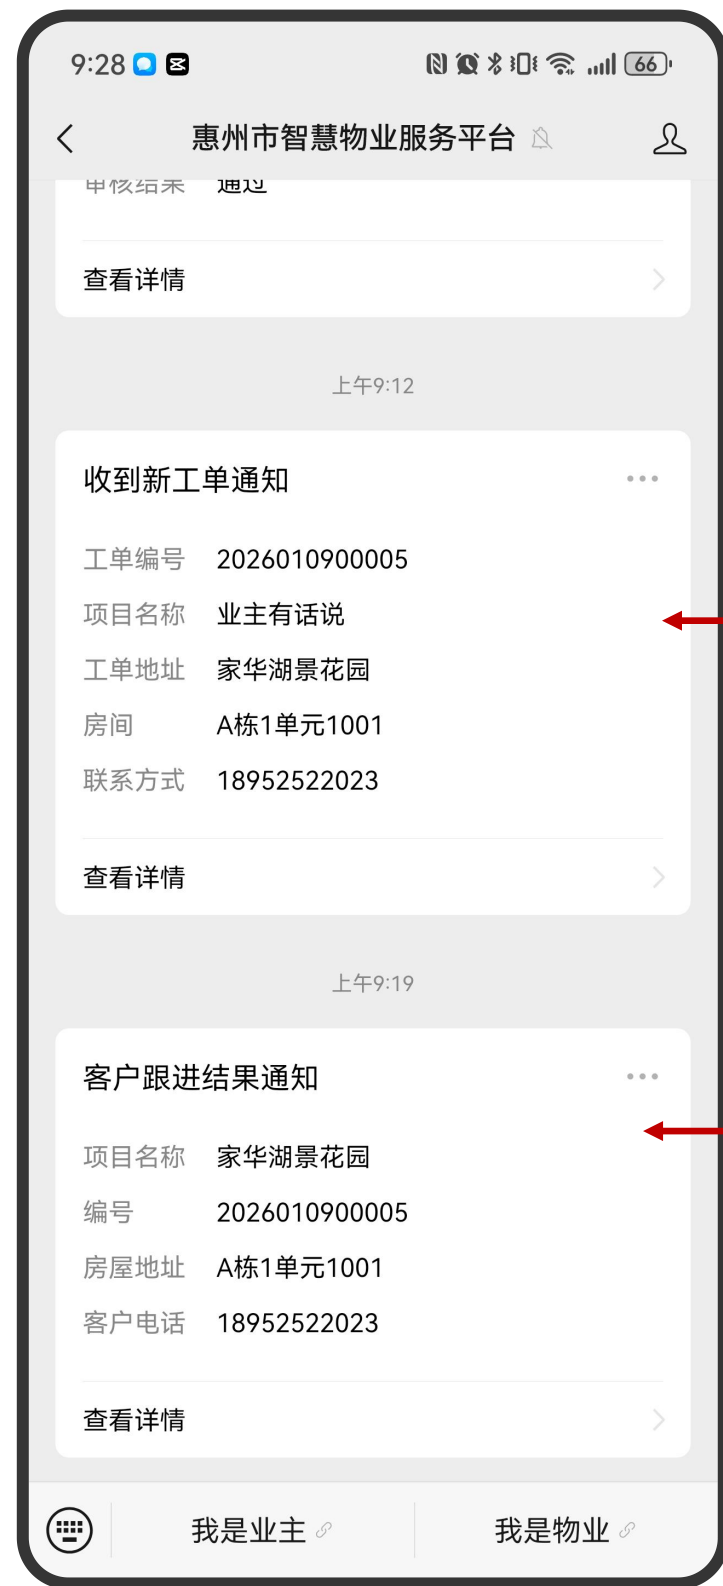 9:28
66
惠州市智慧物业服务平台
审核结果 通过
查看详情
上午9:12
收到新工单通知
工单编号 2026010900005
项目名称 业主有话说
工单地址 家华湖景花园
房间 A栋1单元1001
联系方式 18952522023
查看详情
上午9:19
客户跟进结果通知
项目名称 家华湖景花园
编号 2026010900005
房屋地址 A栋1单元1001
客户电话 18952522023
查看详情
我是业主 我是物业